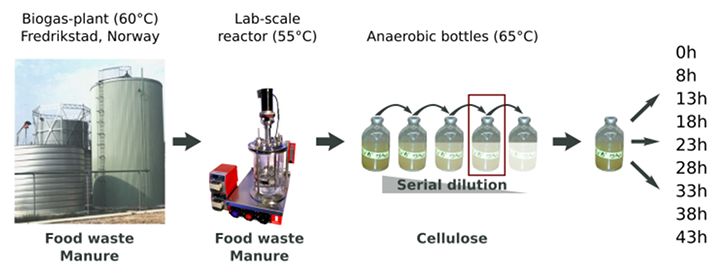 Biogas-plant (60°C)
Fredrikstad, Norway
Food waste
Manure
Lab-scale
reactor (55°C)
Food waste
Manure
Anaerobic bottles (65°C)
Serial dilution
Cellulose
0h
8h
13h
18h
23h
28h
33h
38h
43h